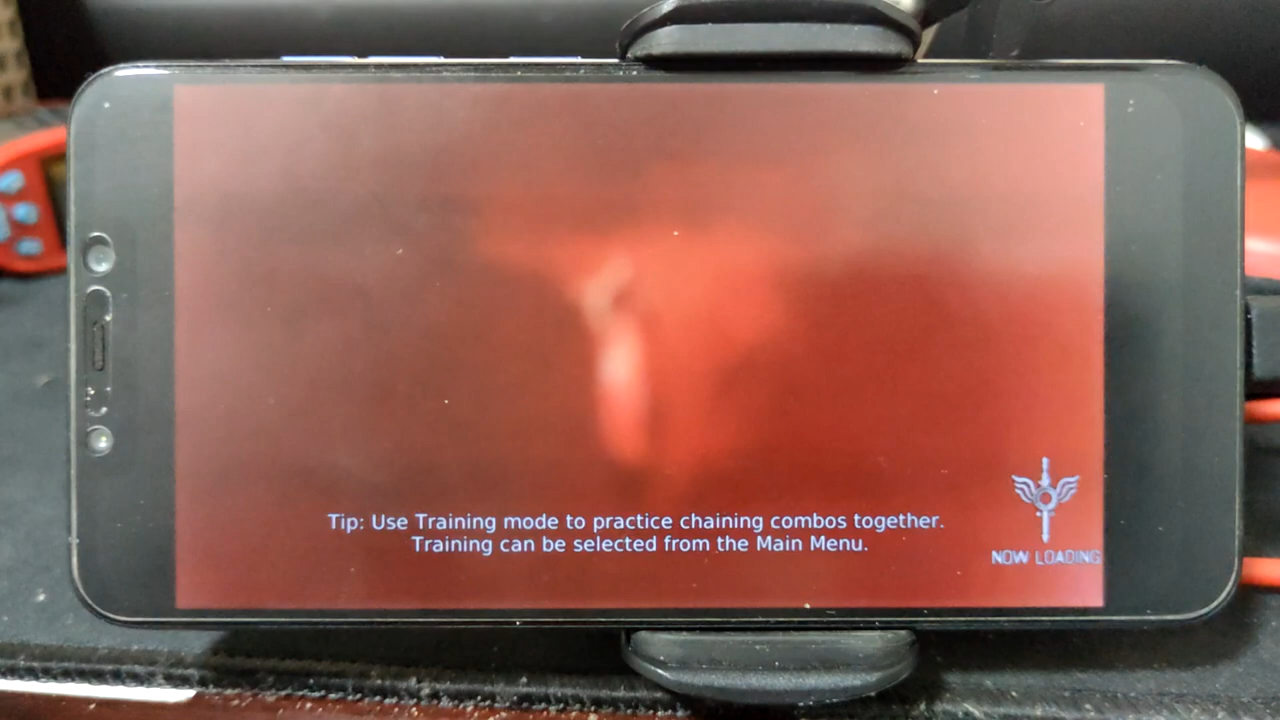 Tip: Use Training mode to practice chaining combos together.
Training can be selected from the Main Menu.
NOW LOADING